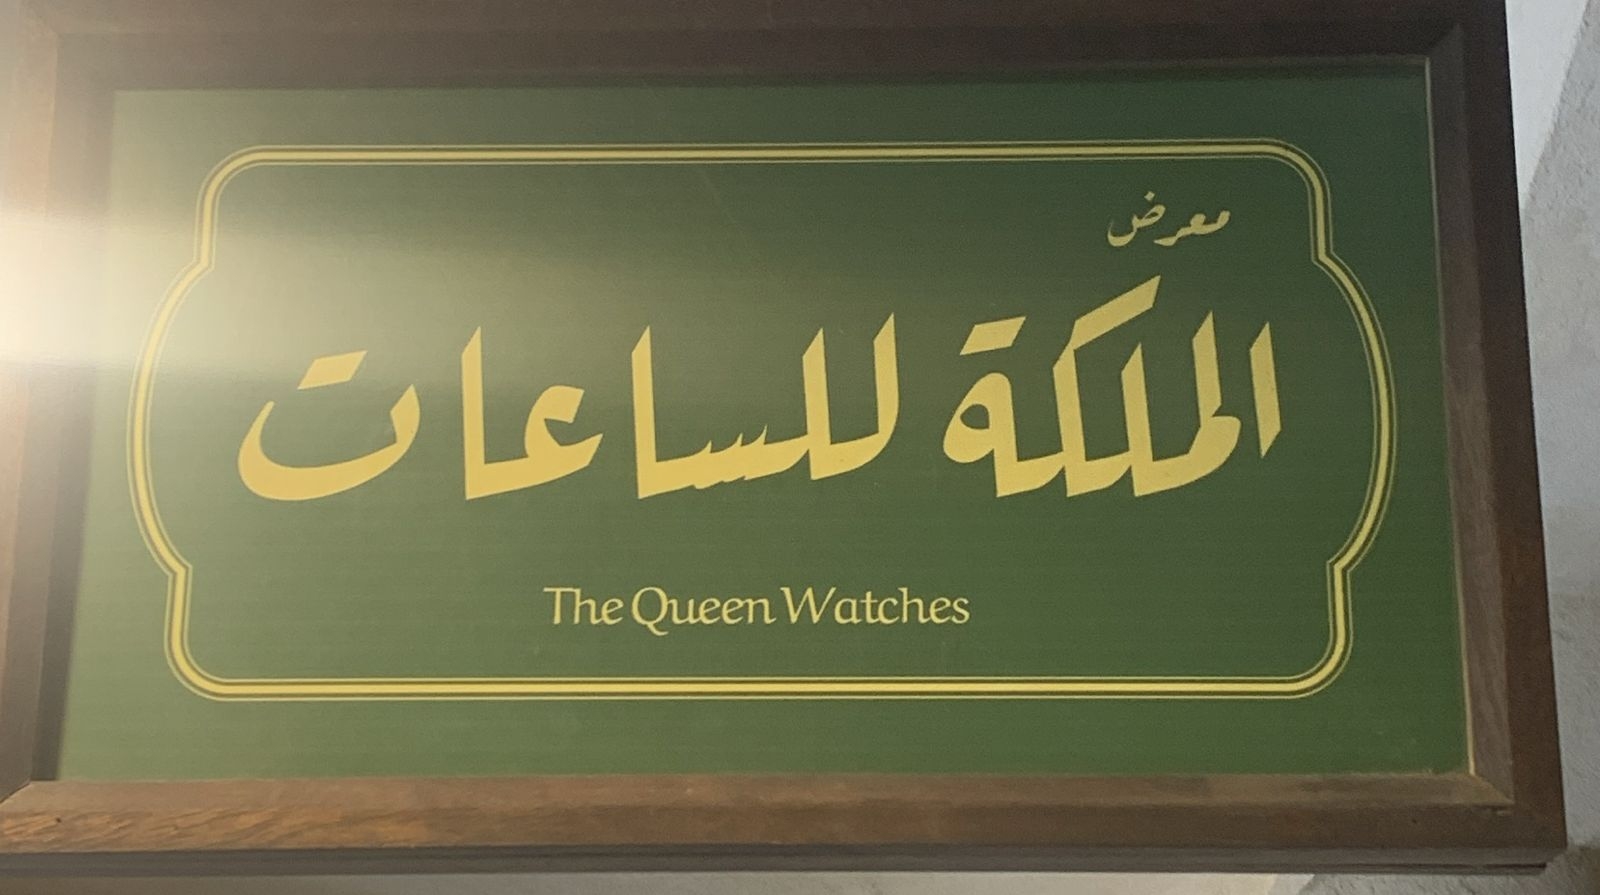 معرض
الملكة للساعات
The Queen Watches